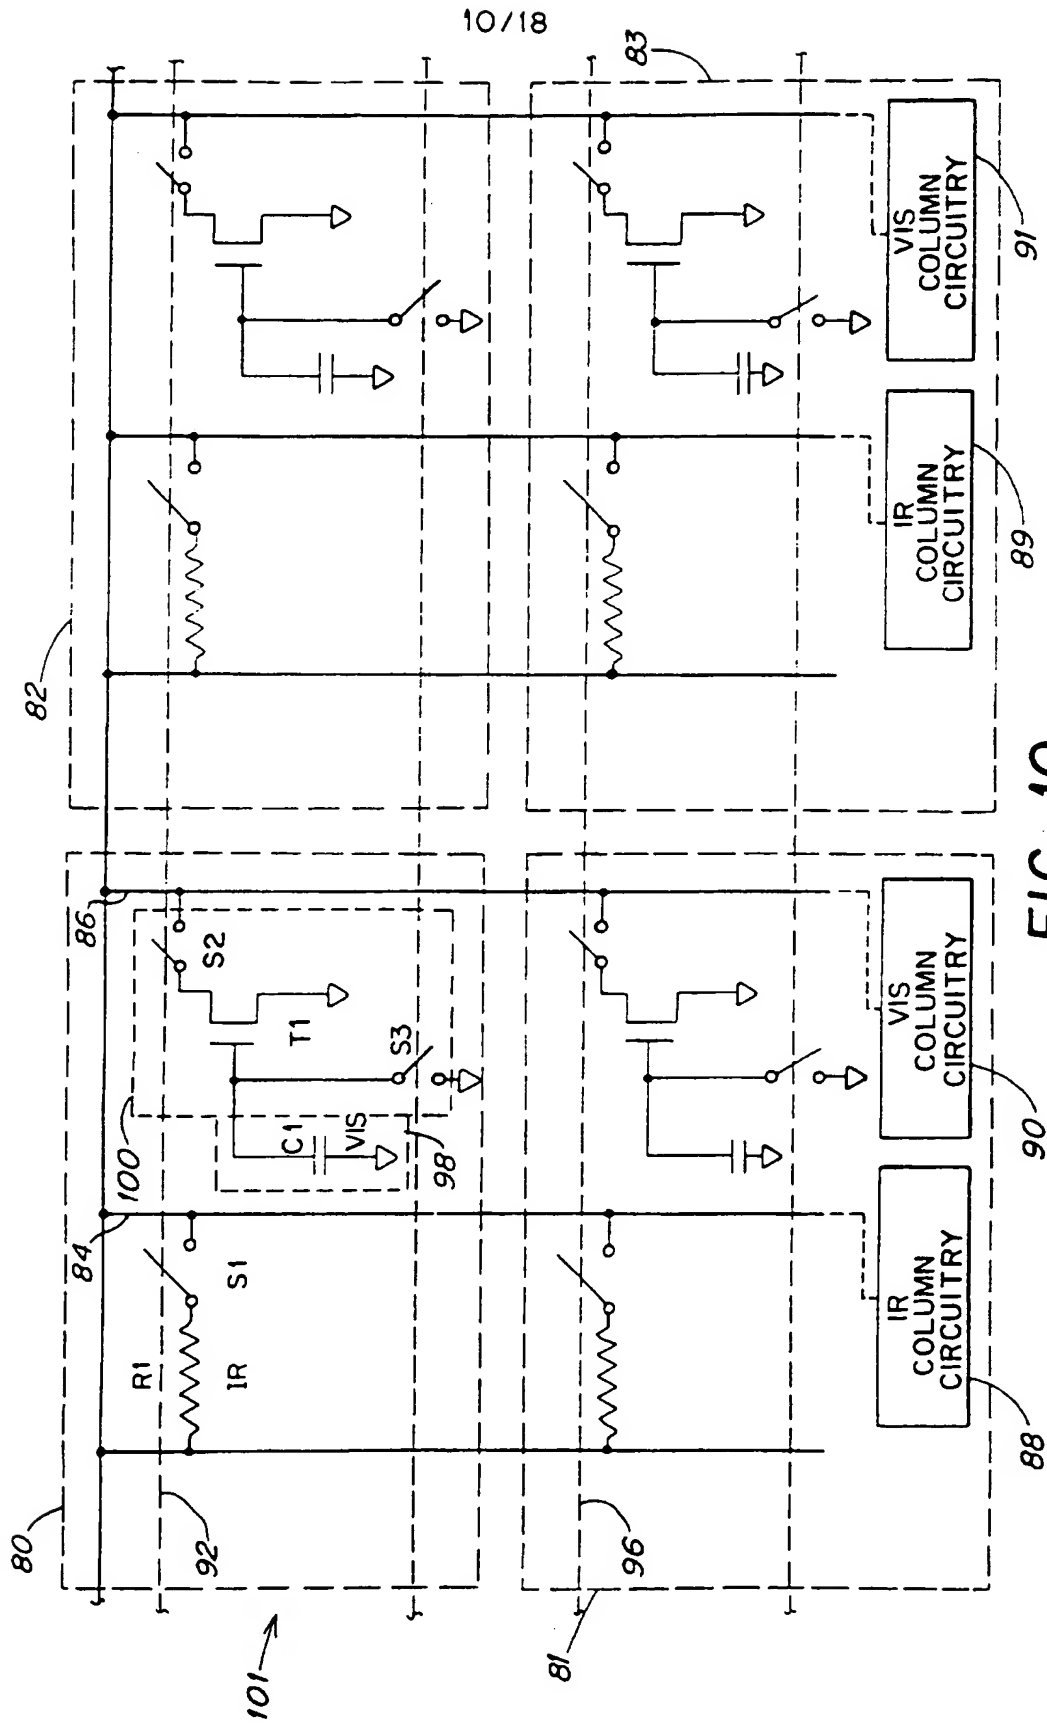 10/18
80
82
84
86
92
100
R1
IR
S1
S2
T1
C1
VIS
S3
98
101
81
83
96
IR
COLUMN
CIRCUITRY
VIS
COLUMN
CIRCUITRY
IR
COLUMN
CIRCUITRY
VIS
COLUMN
CIRCUITRY
88
90
89
91